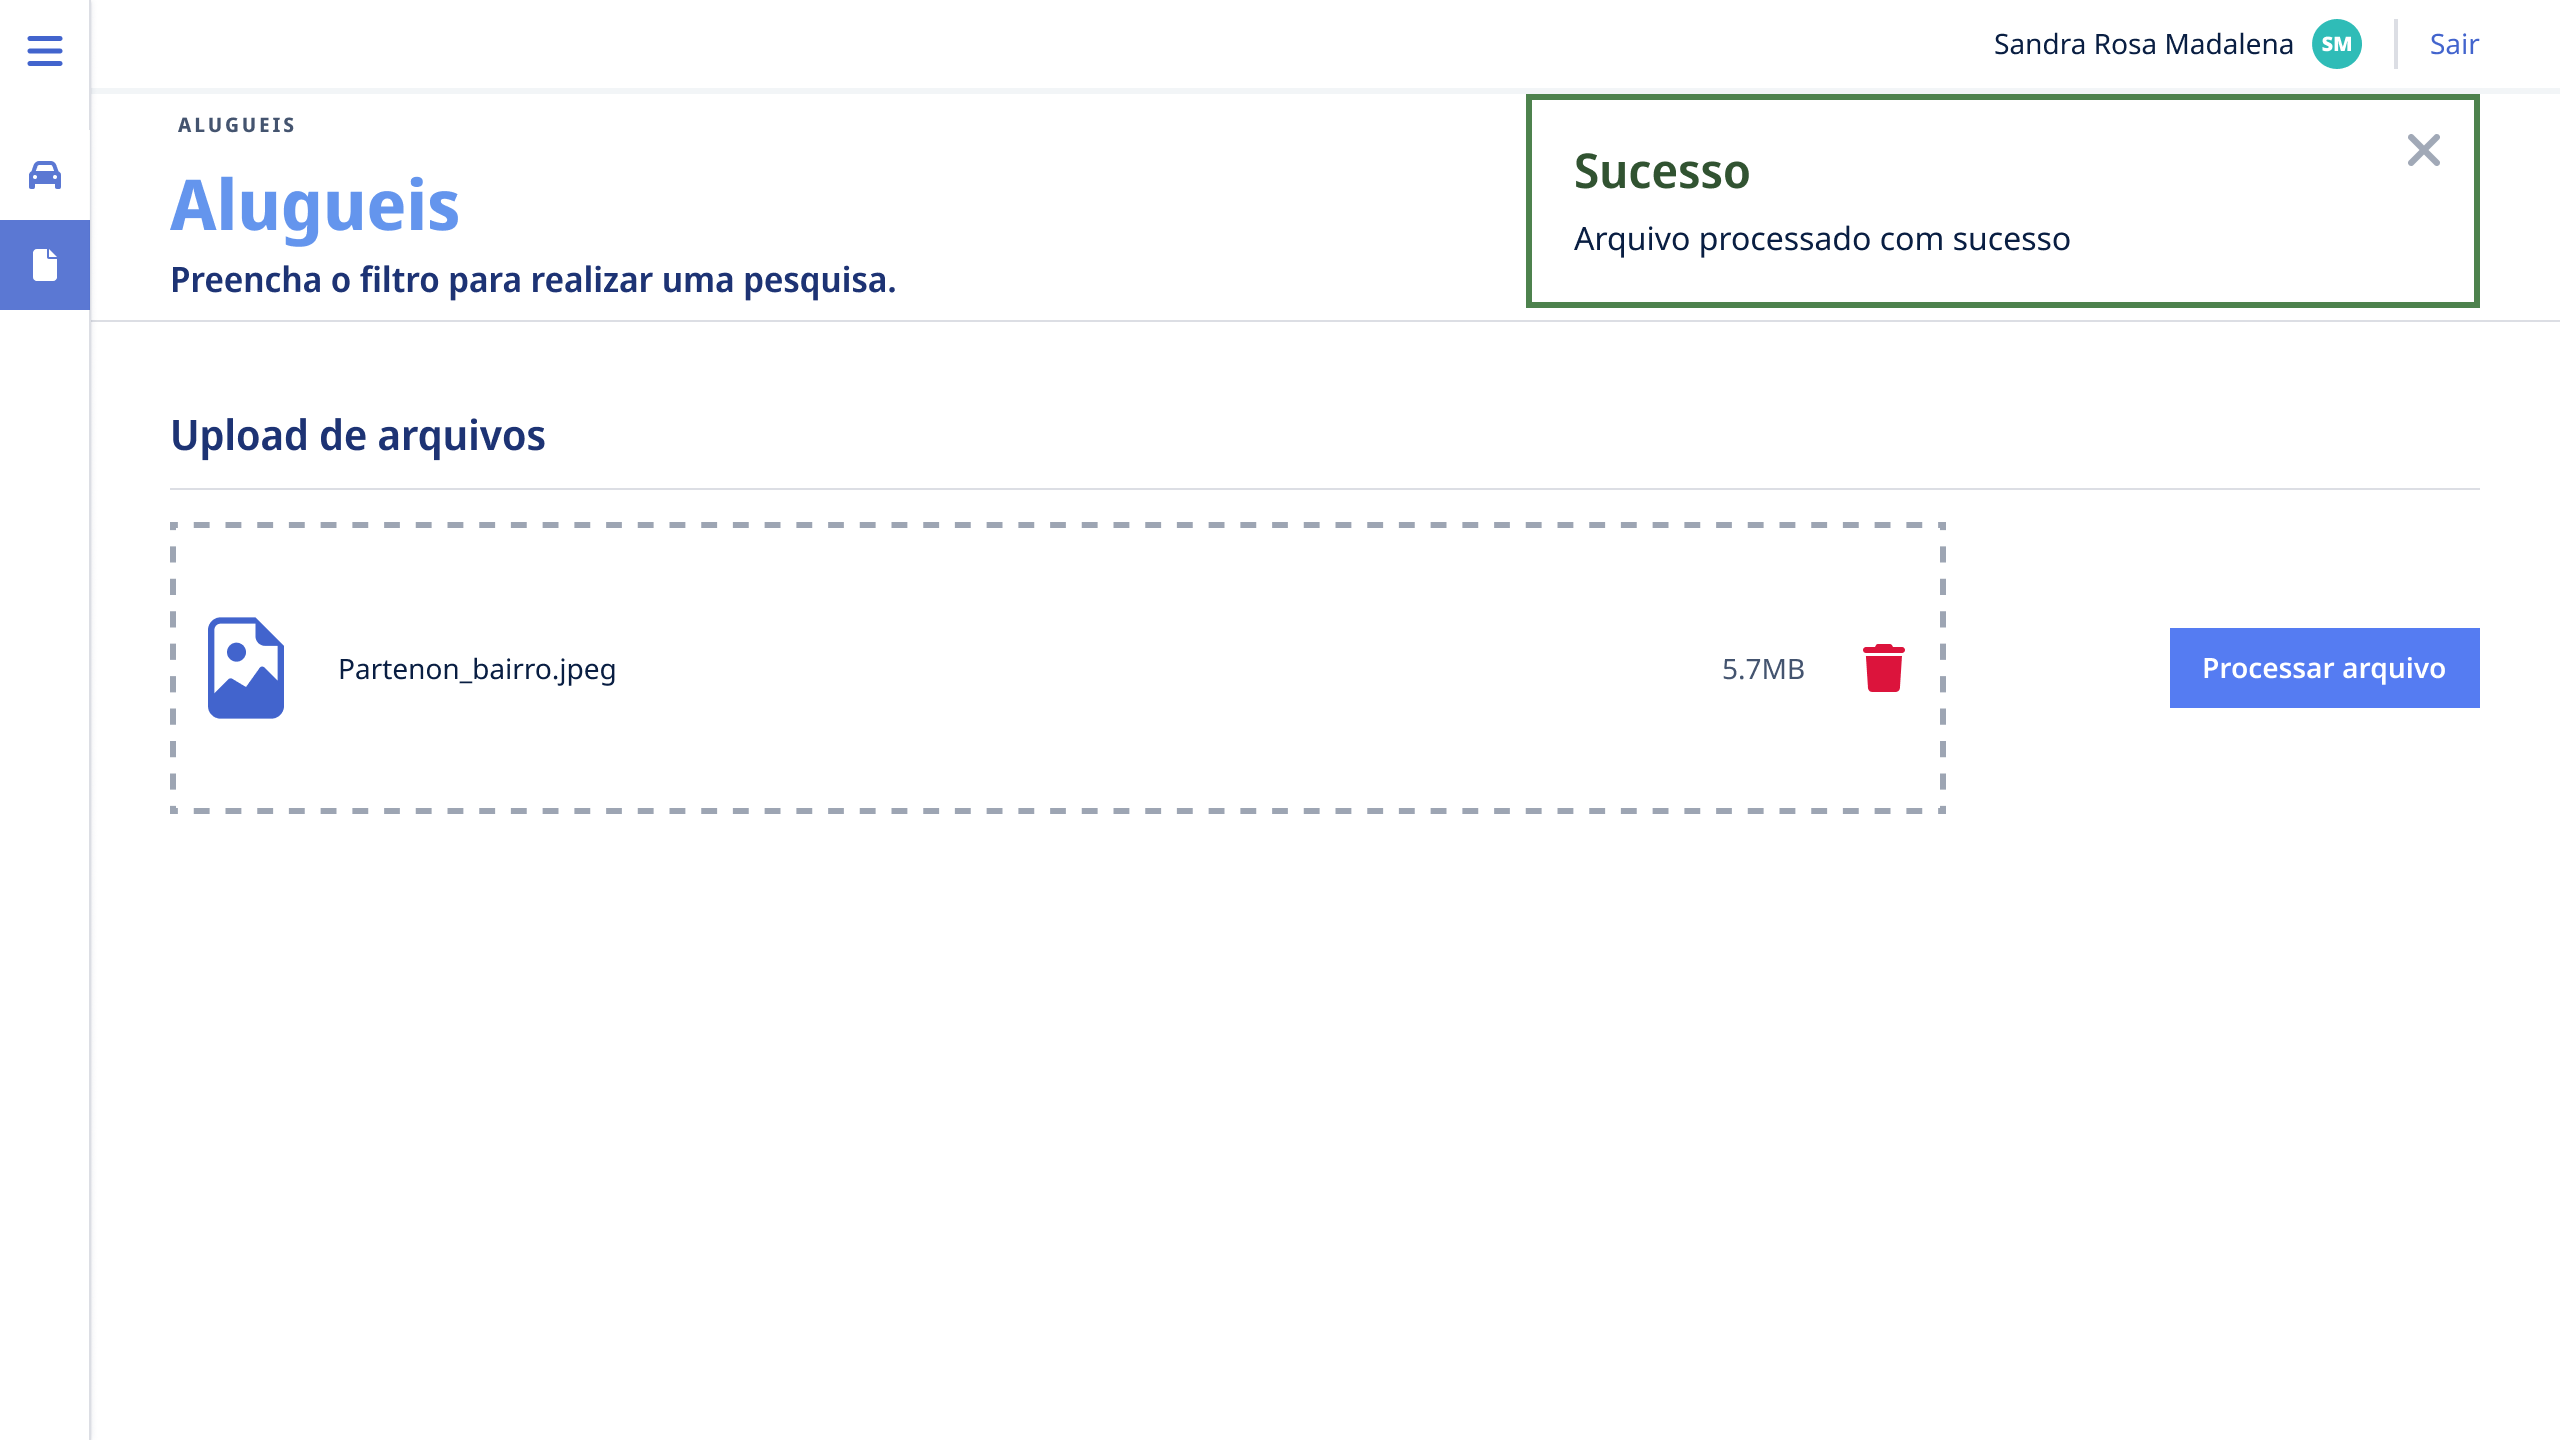 Sandra Rosa Madalena SM Sair
ALUGUEIS
Alugueis
Preencha o filtro para realizar uma pesquisa.
Sucesso
Arquivo processado com sucesso
Upload de arquivos
Partenon_bairro.jpeg 5.7MB
Processar arquivo